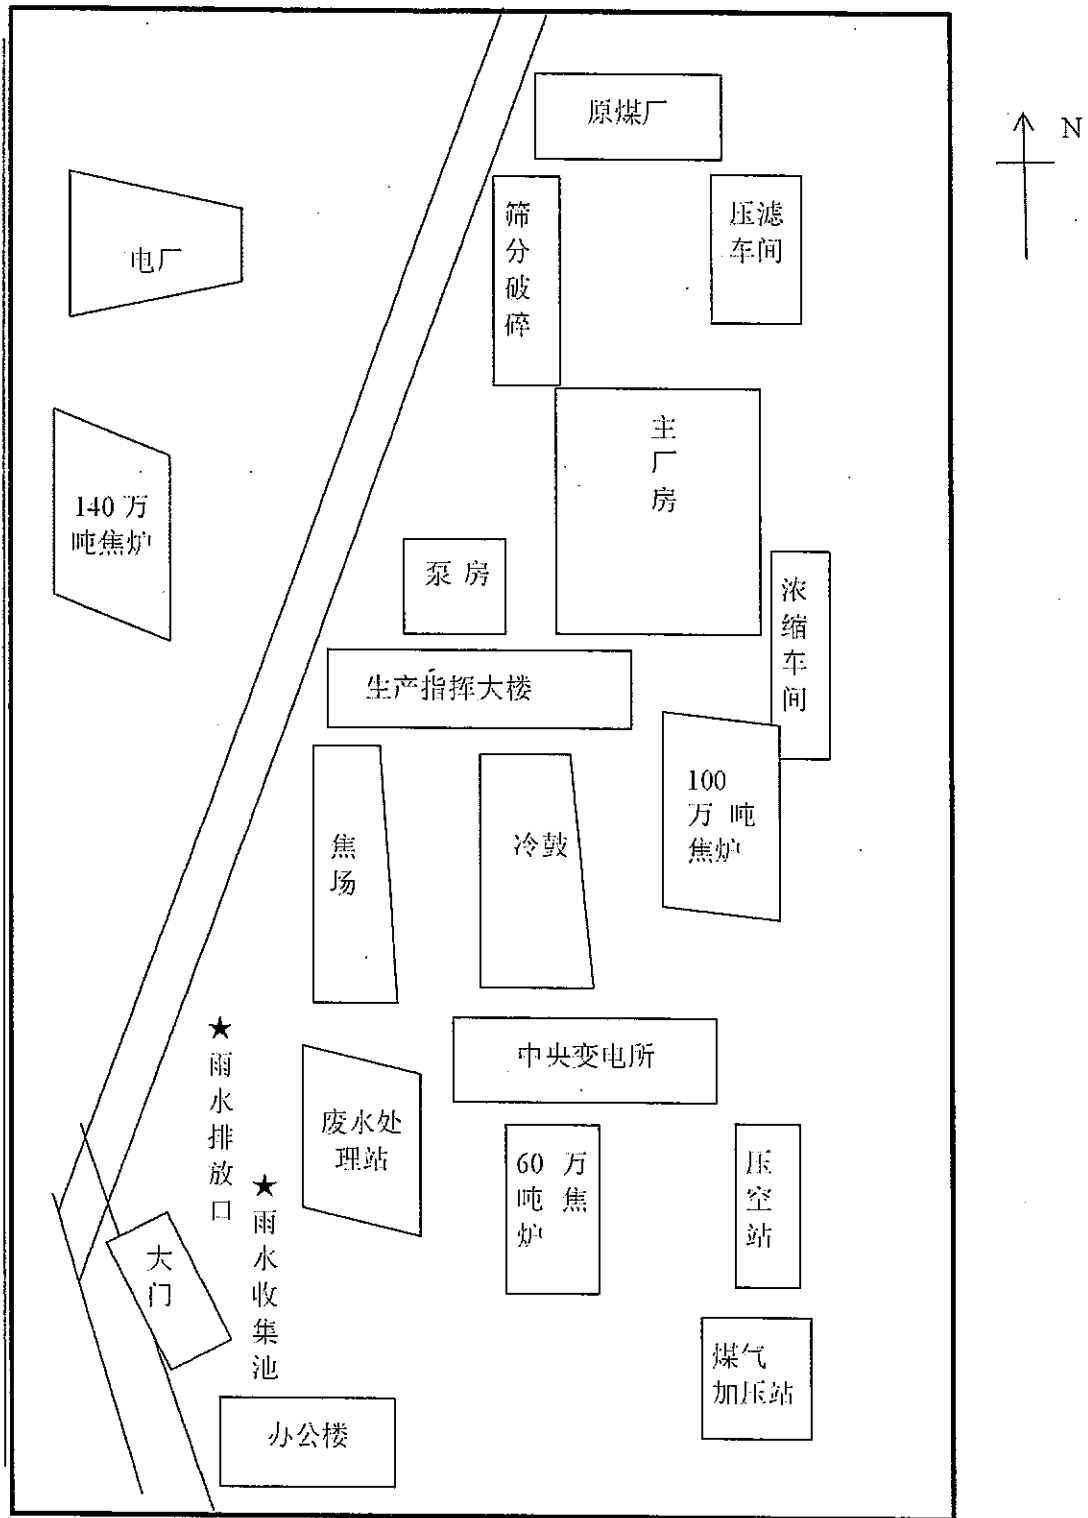 原煤厂
N
筛
分
破
碎
压滤
车间
电厂
主
厂
房
140 万
吨焦炉
泵 房
浓
缩
车
间
生产指挥大楼
100
万 吨
焦炉
焦
场
冷鼓
★
雨
水
排
放
口
中央变电所
废水处
理站
60 万
吨 焦
炉
压
空
站
★
雨
水
收
集
池
大
门
煤气
加压站
办公楼